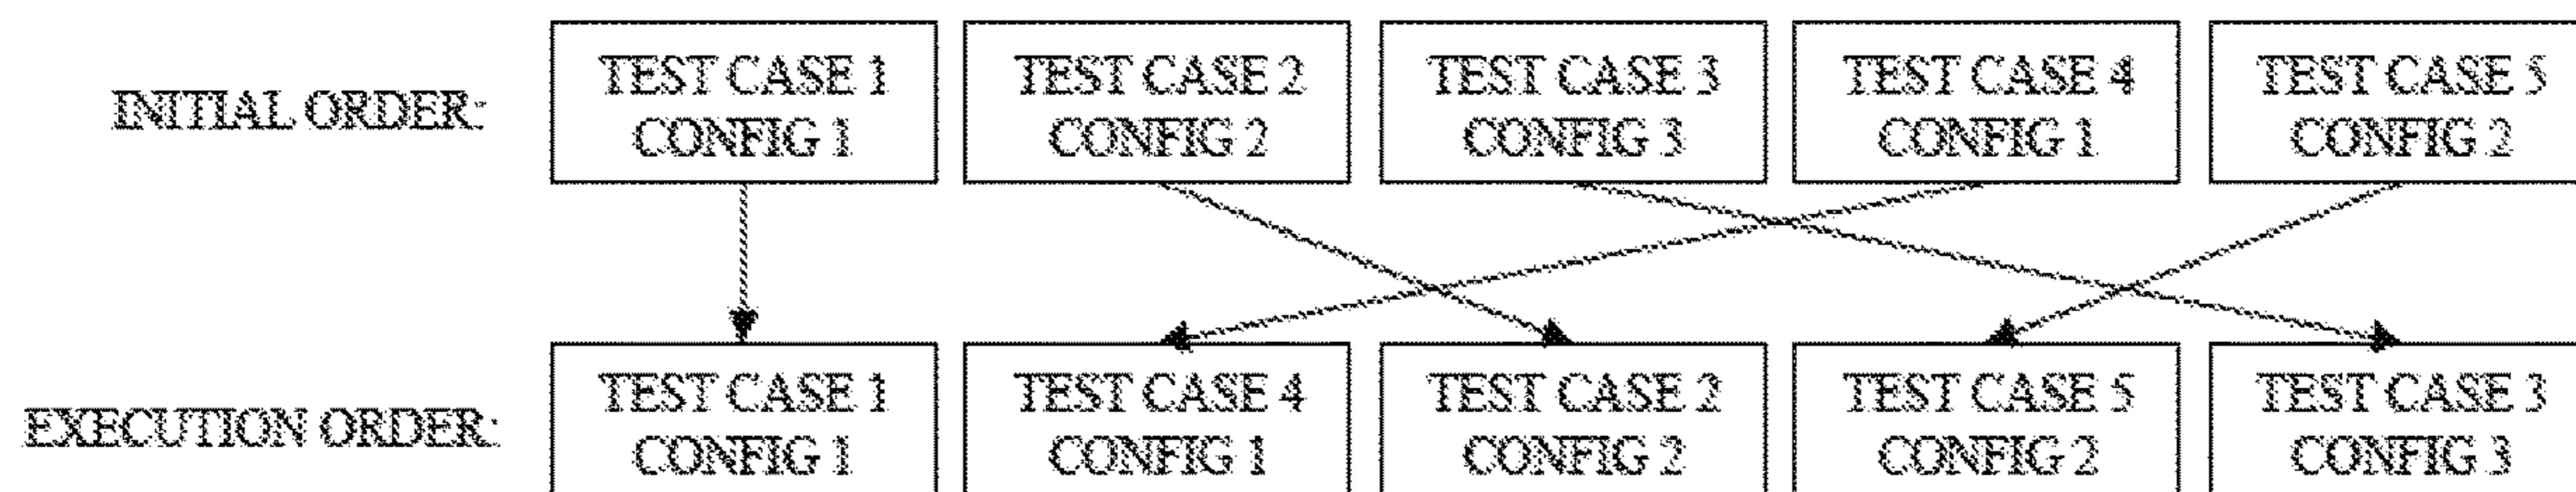 INITIAL ORDER:
TEST CASE 1
CONFIG 1
TEST CASE 2
CONFIG 2
TEST CASE 3
CONFIG 3
TEST CASE 4
CONFIG 1
TEST CASE 5
CONFIG 2
EXECUTION ORDER:
TEST CASE 1
CONFIG 1
TEST CASE 4
CONFIG 1
TEST CASE 2
CONFIG 2
TEST CASE 5
CONFIG 2
TEST CASE 3
CONFIG 3